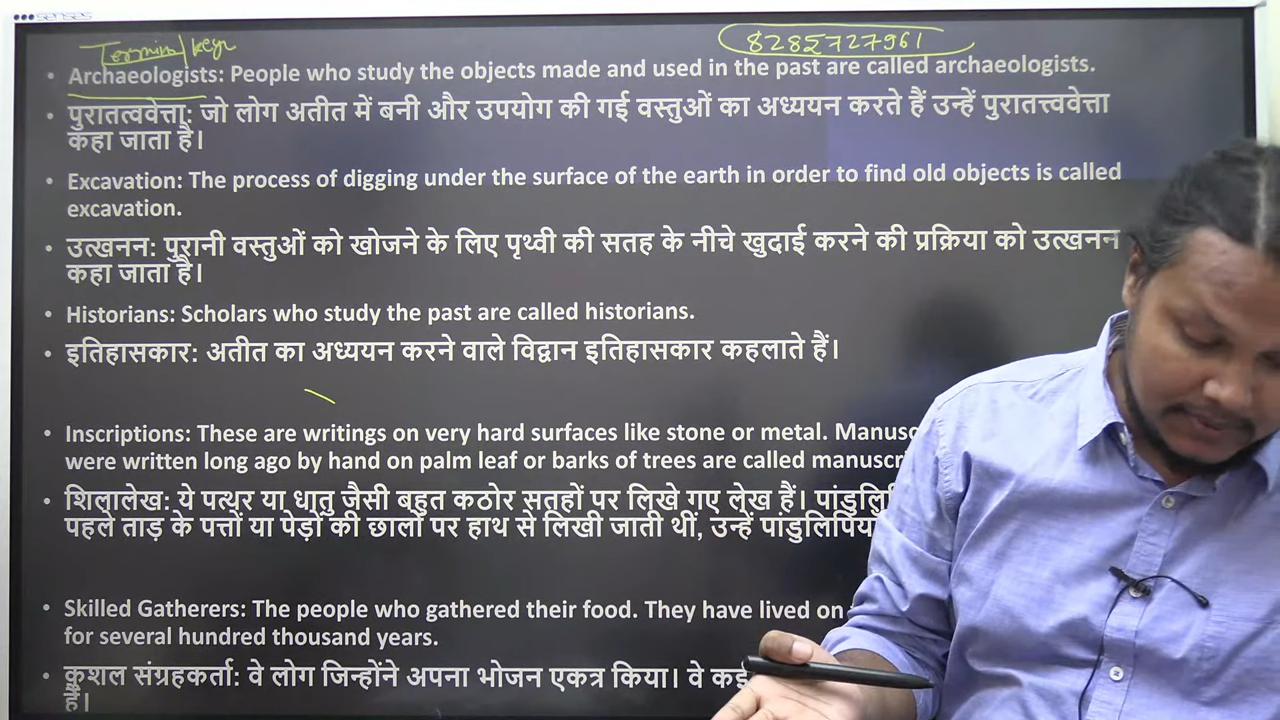 8285727961
• Archaeologists: People who study the objects made and used in the past are called archaeologists.
• पुरातत्ववेत्ता: जो लोग अतीत में बनी और उपयोग की गई वस्तुओं का अध्ययन करते हैं उन्हें पुरातत्त्ववेत्ता
कहा जाता है।
• Excavation: The process of digging under the surface of the earth in order to find old objects is called
excavation.
• उत्खनन: पुरानी वस्तुओं को खोजने के लिए पृथ्वी की सतह के नीचे खुदाई करने की प्रक्रिया को उत्खनन
कहा जाता है।
• Historians: Scholars who study the past are called historians.
• इतिहासकार: अतीत का अध्ययन करने वाले विद्वान इतिहासकार कहलाते हैं।
• Inscriptions: These are writings on very hard surfaces like stone or metal.
were written long ago by hand on palm leaf or barks of trees are called
• शिलालेख: ये पत्थर या धातु जैसी बहुत कठोर सतहों पर लिखे गए लेख हैं।
पहले ताड़ के पत्तों या पेड़ों की छालों पर हाथ से लिखी जाती थीं, उन्हें
• Skilled Gatherers: The people who gathered their food. They have lived on
for several hundred thousand years.
• कुशल संग्रहकर्ता: वे लोग जिन्होंने अपना भोजन एकत्र किया। वे कई
हैं।